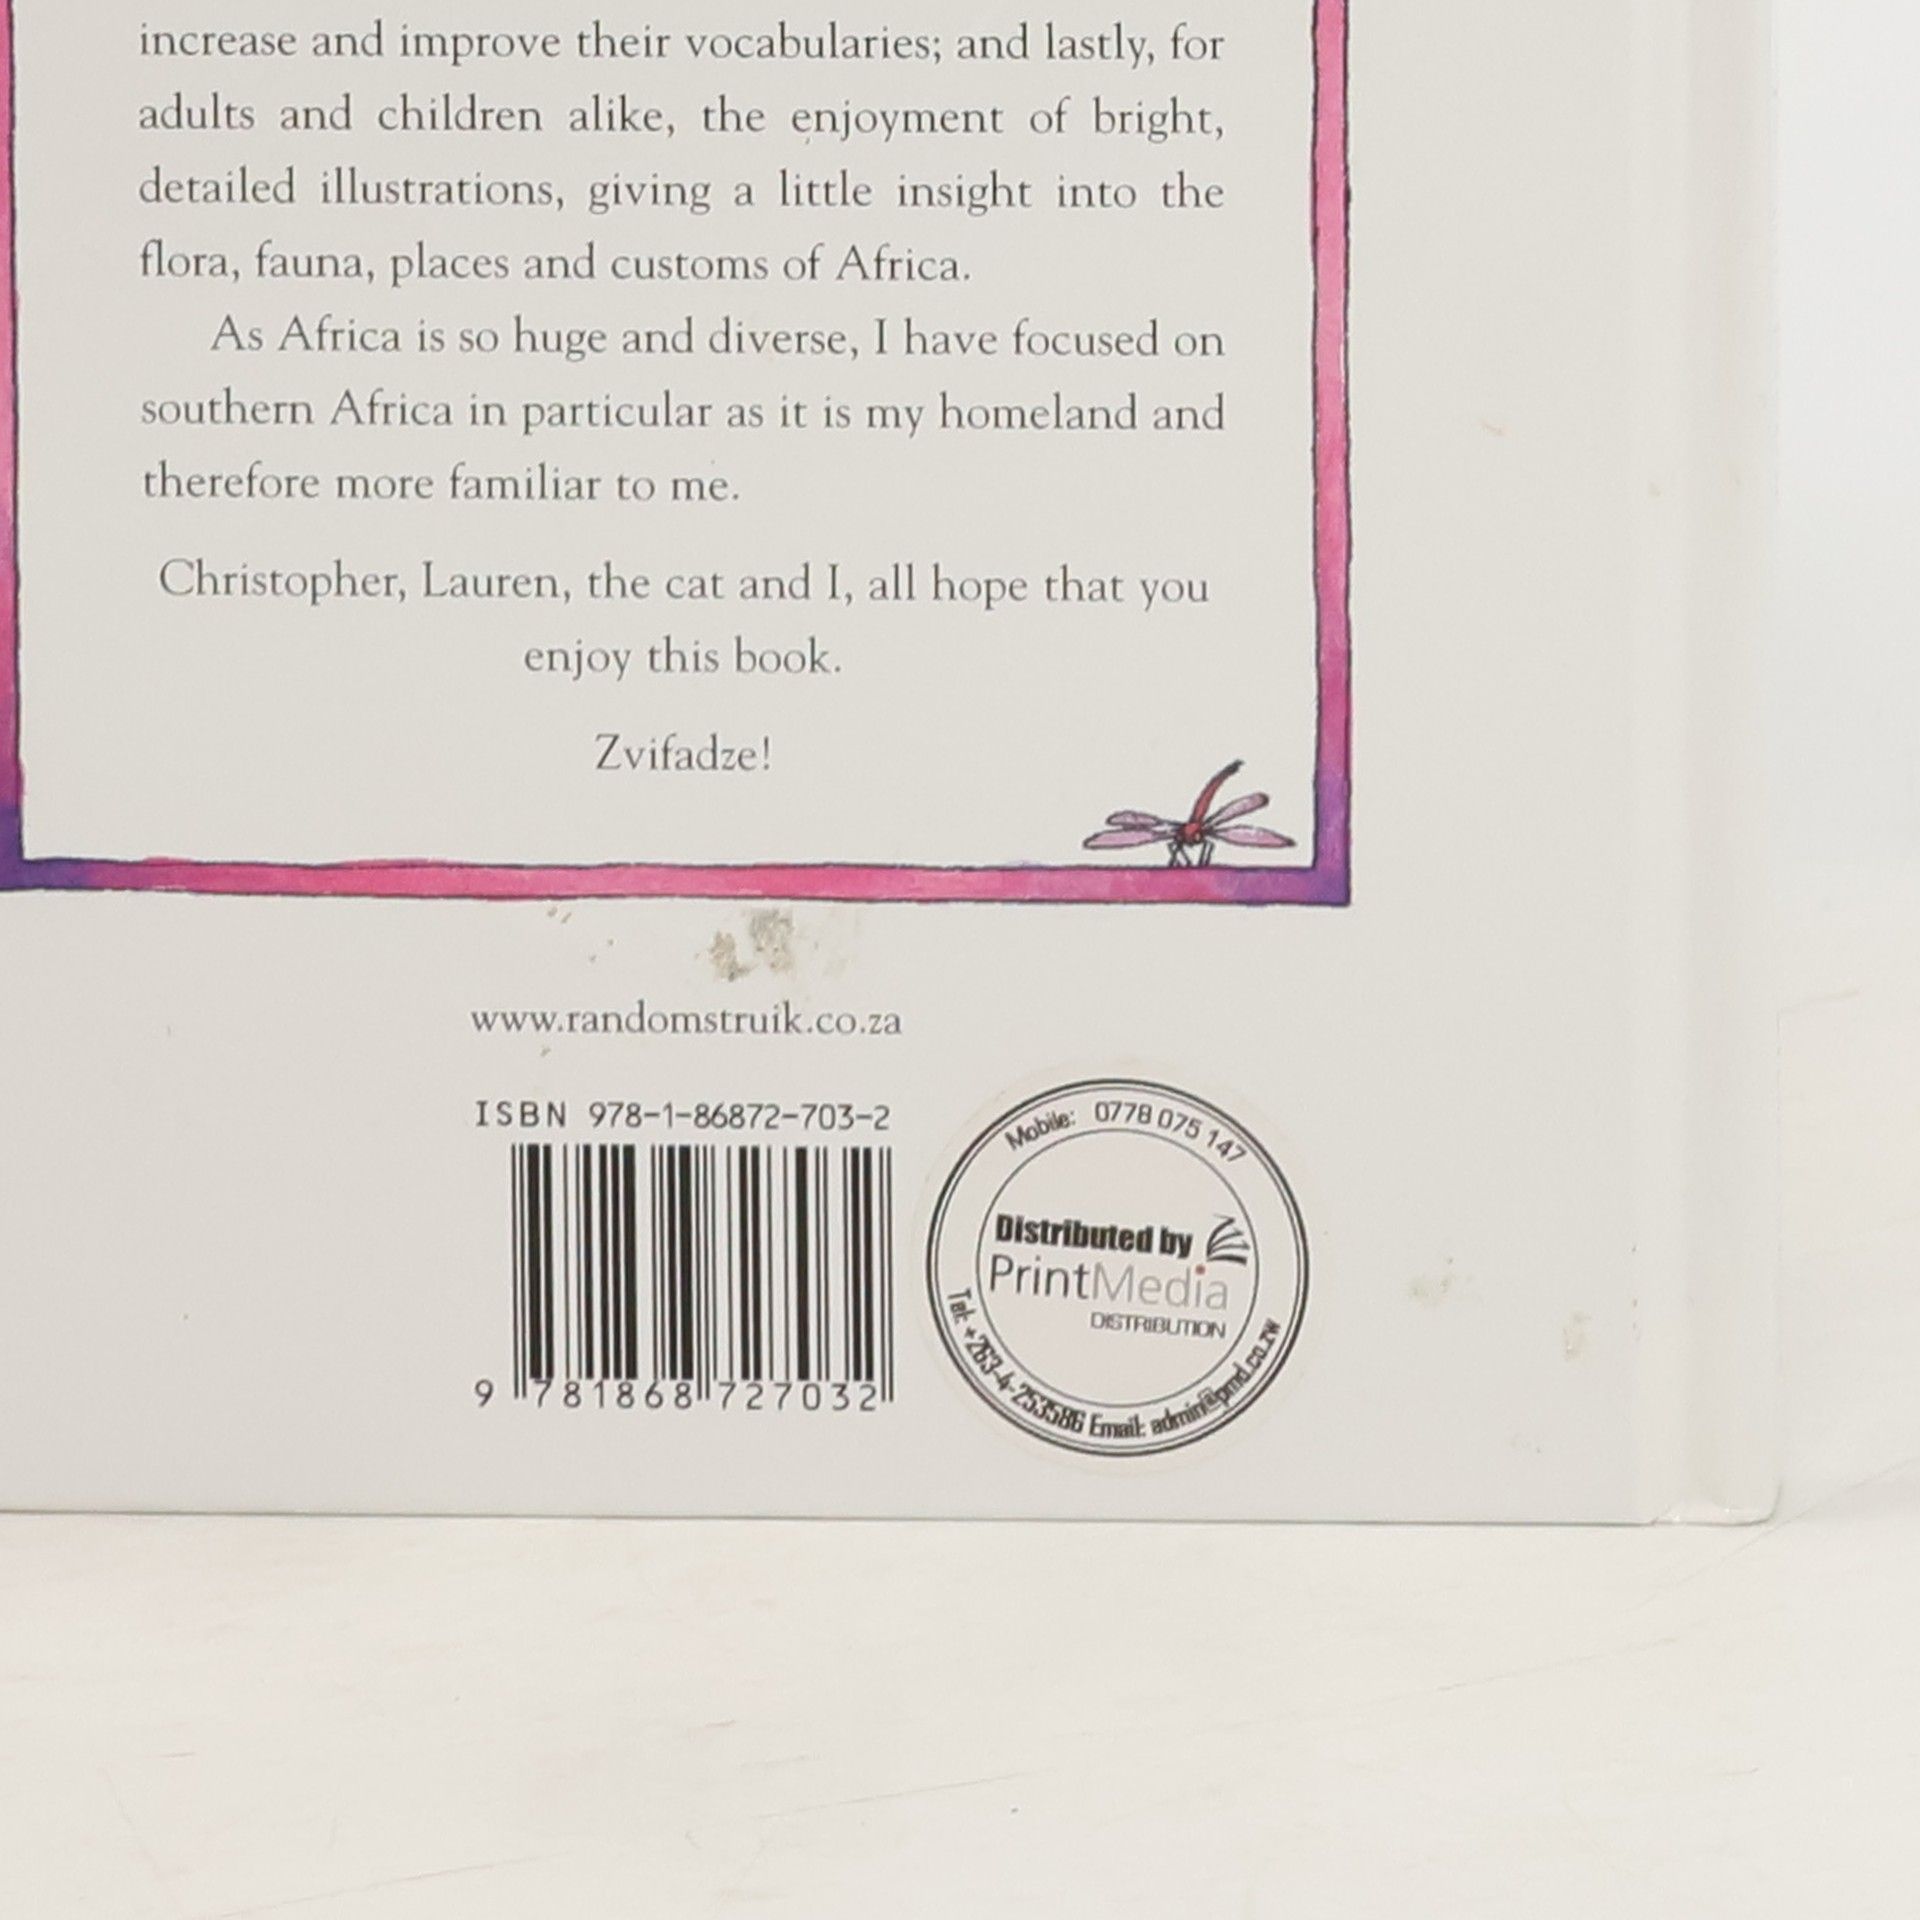 increase and improve their vocabularies; and lastly, for
adults and children alike, the enjoyment of bright,
detailed illustrations, giving a little insight into the
flora, fauna, places and customs of Africa.
As Africa is so huge and diverse, I have focused on
southern Africa in particular as it is my homeland and
therefore more familiar to me.
Christopher, Lauren, the cat and I, all hope that you
enjoy this book.
Zvifadze!
www.randomstruik.co.za
ISBN 978-1-86872-703-2
9 781868 727032
Mobile: 0778 075 147
Distributed by
PrintMedia
DISTRIBUTION
Tel: +263-4-253586 Email: admin@pmd.co.zw